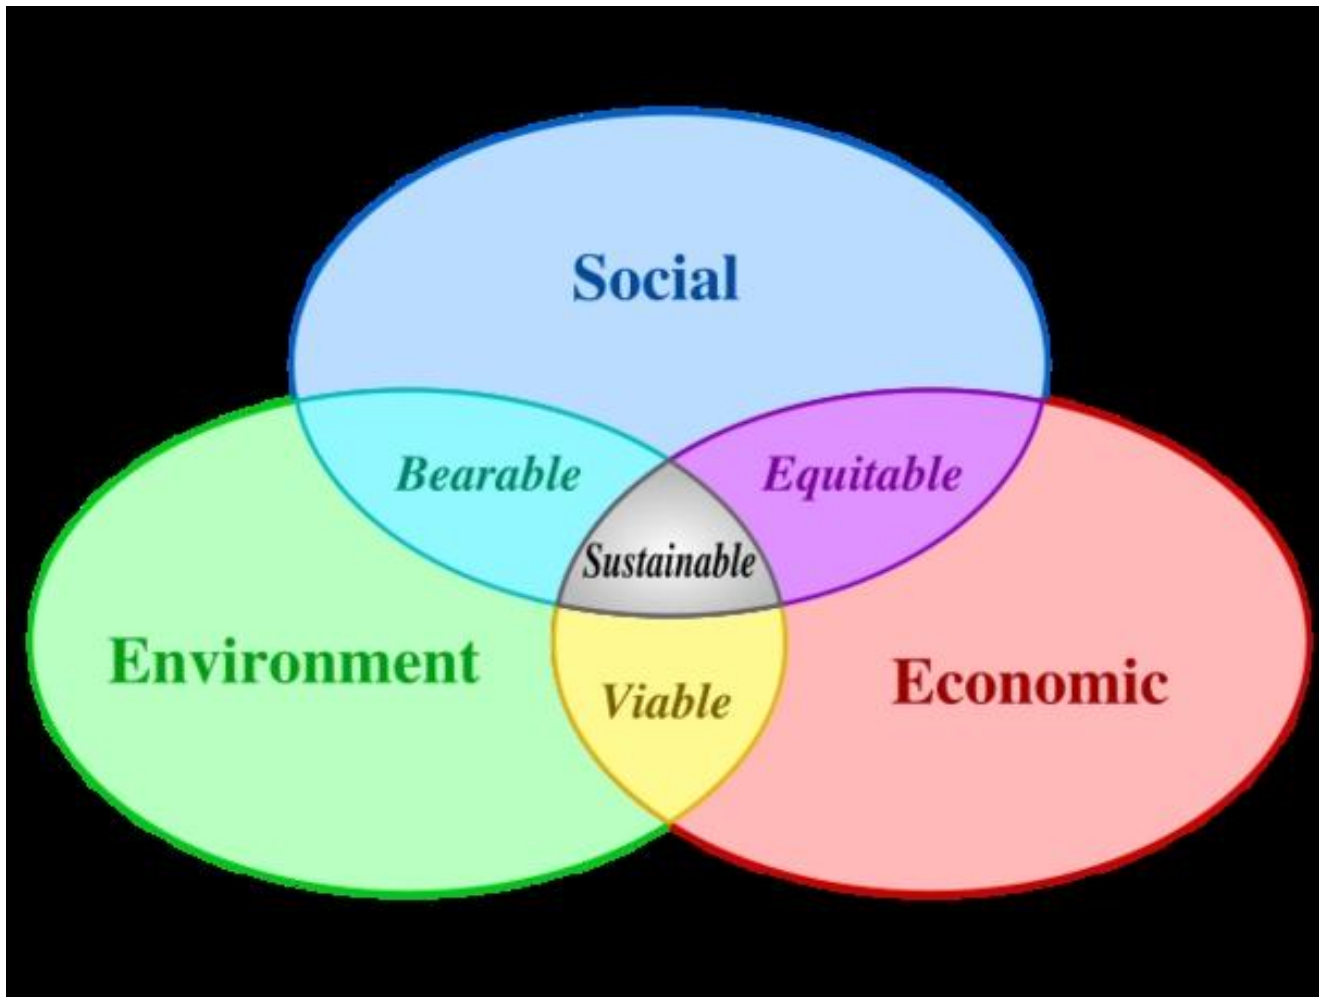 Social
Bearable
Equitable
Sustainable
Environment
Economic
Viable